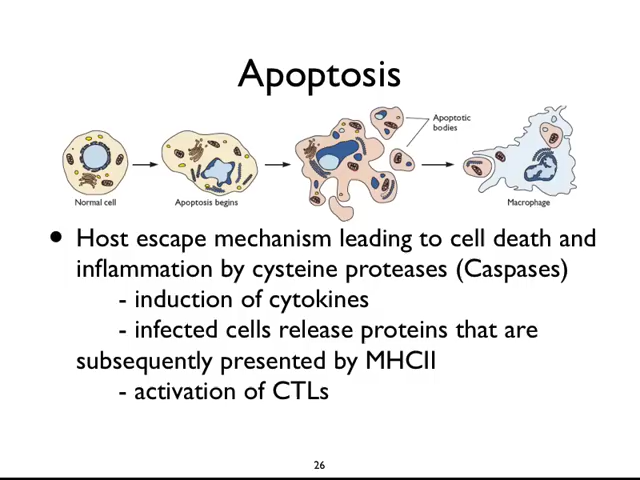 Apoptosis
Apoptotic
bodies
Normal cell
Apoptosis begins
Macrophage
• Host escape mechanism leading to cell death and
inflammation by cysteine proteases (Caspases)
- induction of cytokines
- infected cells release proteins that are
subsequently presented by MHCII
- activation of CTLs
26